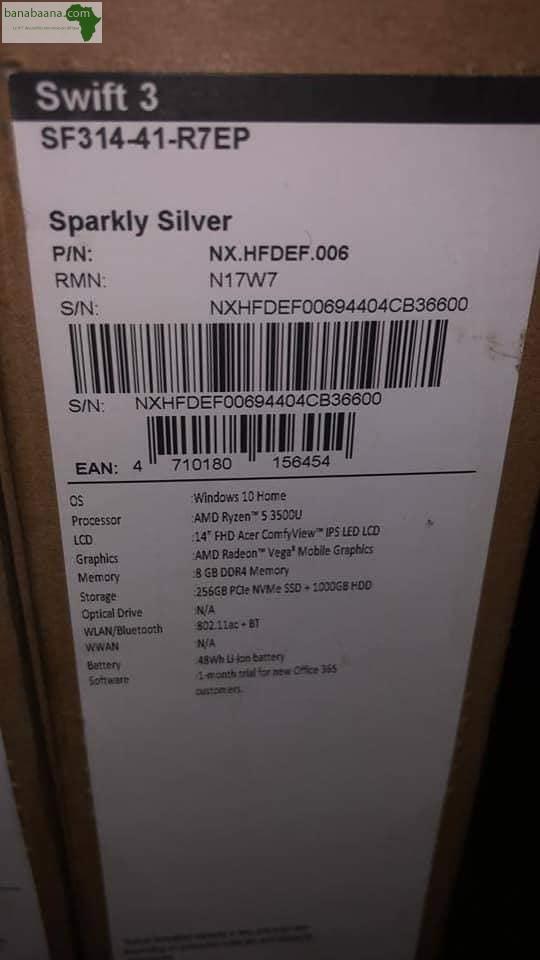 banabaana.com
Swift 3
SF314-41-R7EP
Sparkly Silver
P/N: NX.HFDEF.006
RMN: N17W7
S/N: NXHFDEF00694404CB36600
S/N: NXHFDEF00694404CB36600
EAN: 4 710180 156454
OS :Windows 10 Home
Processor :AMD Ryzen™ 5 3500U
LCD :14" FHD Acer ComfyView™ IPS LED LCD
Graphics :AMD Radeon™ Vega⁸ Mobile Graphics
Memory :8 GB DDR4 Memory
Storage :256GB PCIe NVMe SSD + 1000GB HDD
Optical Drive :N/A
WLAN/Bluetooth :802.11ac + BT
WWAN :N/A
Battery :48Wh Li-Ion battery
Software :1-month trial for new Office 365
customers.